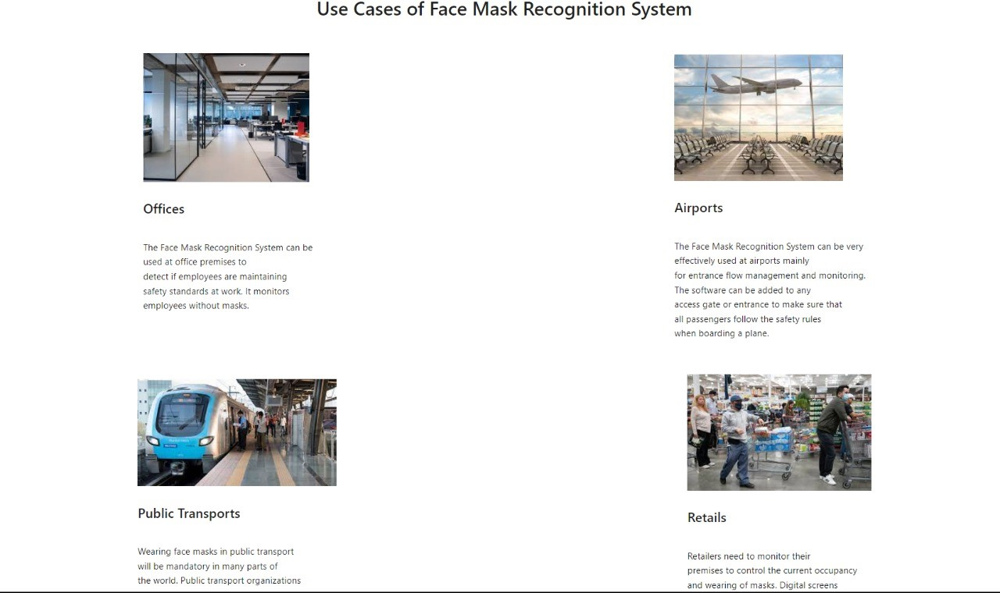 Use Cases of Face Mask Recognition System
Offices
The Face Mask Recognition System can be
used at office premises to
detect if employees are maintaining
safety standards at work. It monitors
employees without masks.
Airports
The Face Mask Recognition System can be very
effectively used at airports mainly
for entrance flow management and monitoring.
The software can be added to any
access gate or entrance to make sure that
all passengers follow the safety rules
when boarding a plane.
Public Transports
Wearing face masks in public transport
will be mandatory in many parts of
the world. Public transport organizations
Retails
Retailers need to monitor their
premises to control the current occupancy
and wearing of masks. Digital screens